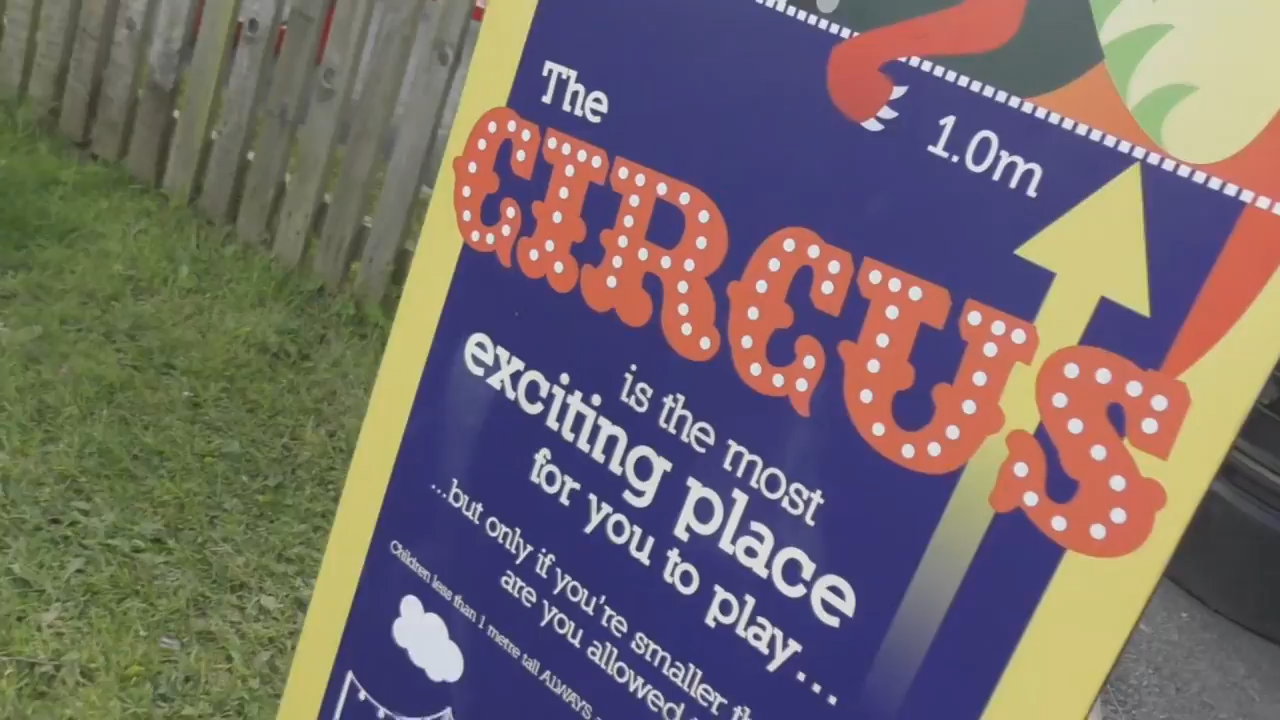 1.0m
The
CIRCUS
is the most
exciting place
for you to play...
...but only if you're smaller
are you allowed
Children less than 1 metre tall ALWAYS